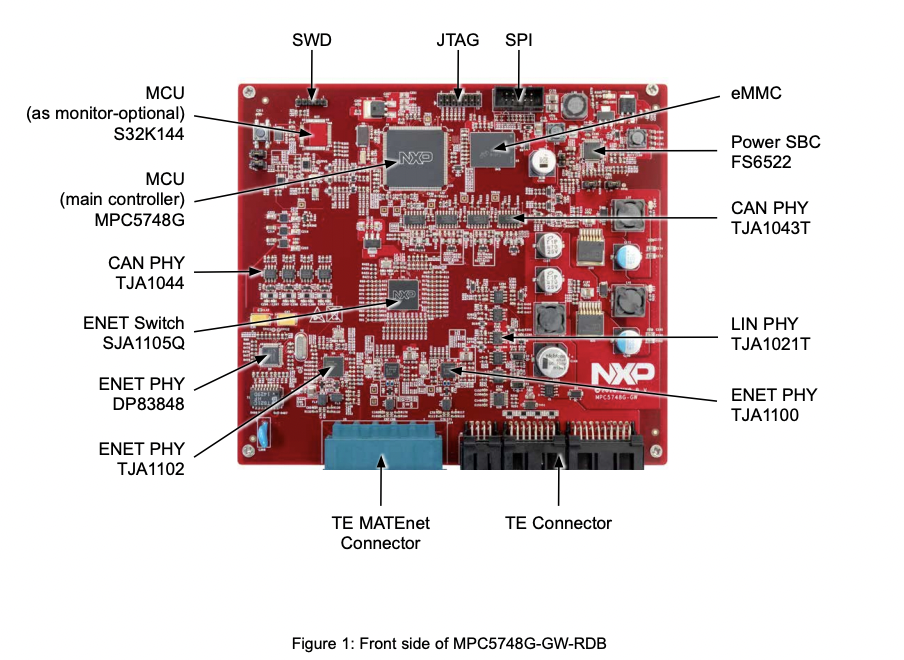 SWD
JTAG
SPI
MCU
(as monitor-optional)
S32K144
eMMC
Power SBC
FS6522
MCU
(main controller)
MPC5748G
NXP
CAN PHY
TJA1043T
CAN PHY
TJA1044
NXP
ENET Switch
SJA1105Q
LIN PHY
TJA1021T
ENET PHY
DP83848
NXP
MPC5748G-GW
ENET PHY
TJA1100
ENET PHY
TJA1102
TE MATEnet
Connector
TE Connector
Figure 1: Front side of MPC5748G-GW-RDB